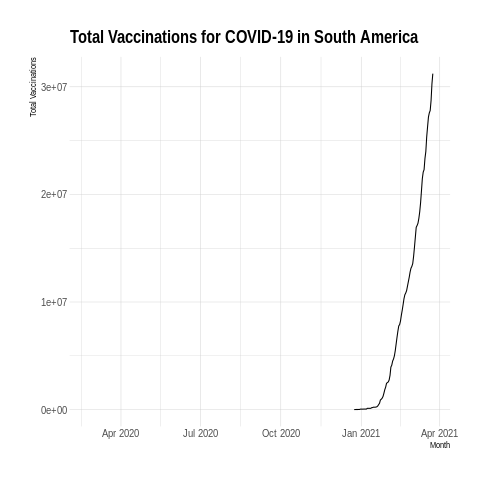 Total Vaccinations for COVID-19 in South America
Total Vaccinations
3e+07
2e+07
1e+07
0e+00
Apr 2020 Jul 2020 Oct 2020 Jan 2021 Apr 2021
Month